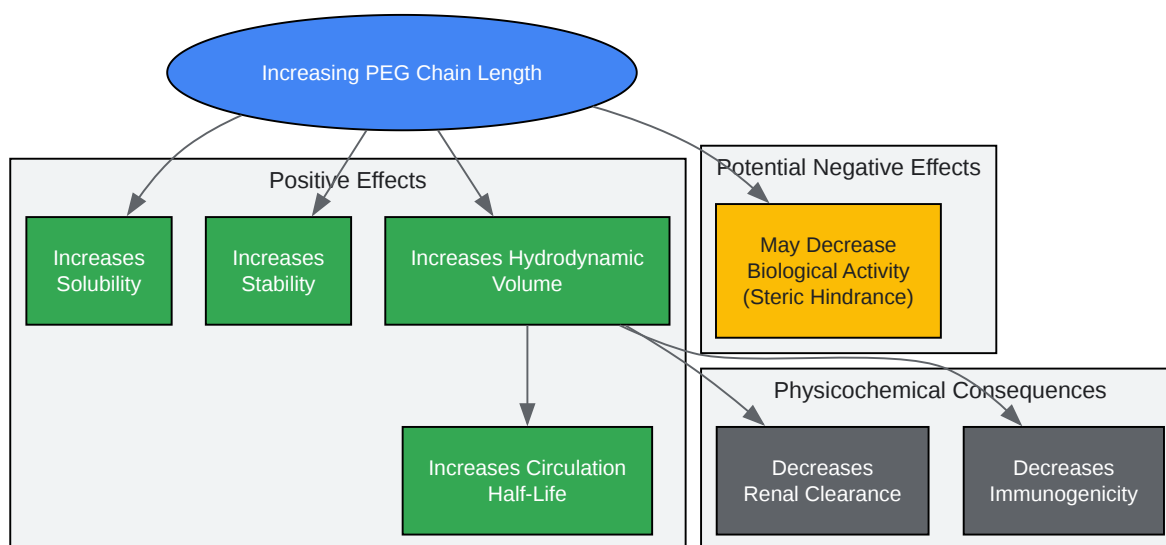 Increasing PEG Chain Length
Positive Effects
Potential Negative Effects
Increases
Solubility
Increases
Stability
Increases Hydrodynamic
Volume
May Decrease
Biological Activity
(Steric Hindrance)
Physicochemical Consequences
Increases Circulation
Half-Life
Decreases
Renal Clearance
Decreases
Immunogenicity